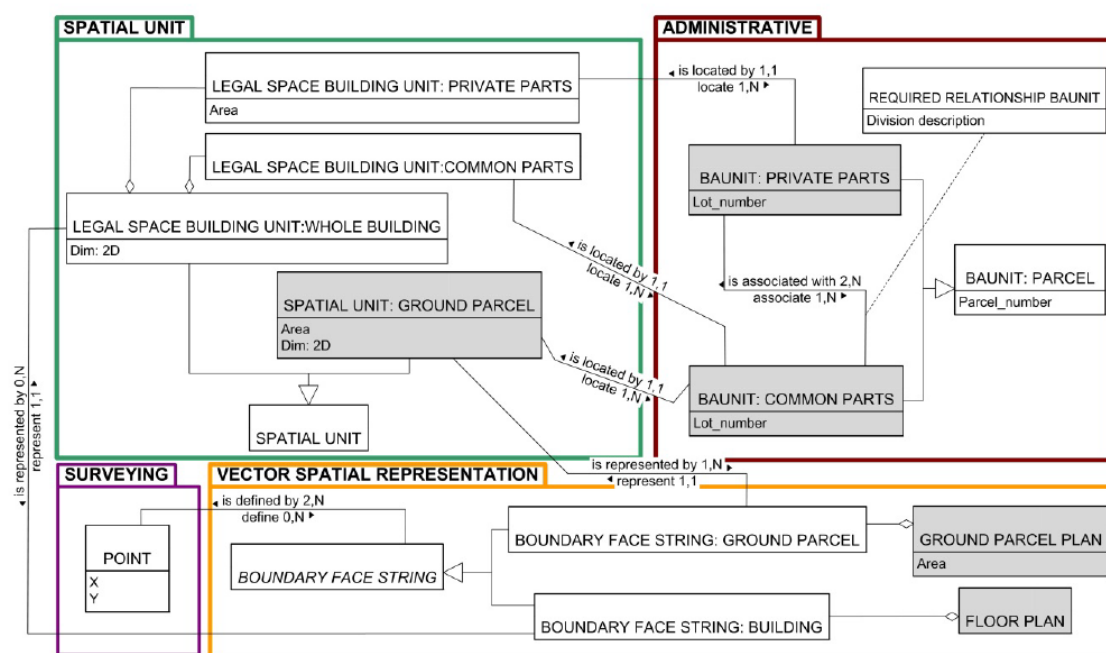 SPATIAL UNIT
ADMINISTRATIVE
LEGAL SPACE BUILDING UNIT: PRIVATE PARTS
Area
◄ is located by 1,1
locate 1,N ►
REQUIRED RELATIONSHIP BAUNIT
Division description
LEGAL SPACE BUILDING UNIT:COMMON PARTS
BAUNIT: PRIVATE PARTS
Lot_number
LEGAL SPACE BUILDING UNIT:WHOLE BUILDING
Dim: 2D
◄ is located by 1,1
locate 1,N ►
◄ is associated with 2,N
associate 1,N ►
BAUNIT: PARCEL
Parcel_number
SPATIAL UNIT: GROUND PARCEL
Area
Dim: 2D
◄ is located by 1,1
locate 1,N ►
BAUNIT: COMMON PARTS
Lot_number
SPATIAL UNIT
◄ is represented by 0,N
represent 1,1 ►
SURVEYING
VECTOR SPATIAL REPRESENTATION
is represented by 1,N ►
◄ represent 1,1
◄ is defined by 2,N
define 0,N ►
POINT
X
Y
BOUNDARY FACE STRING
BOUNDARY FACE STRING: GROUND PARCEL
GROUND PARCEL PLAN
Area
BOUNDARY FACE STRING: BUILDING
FLOOR PLAN